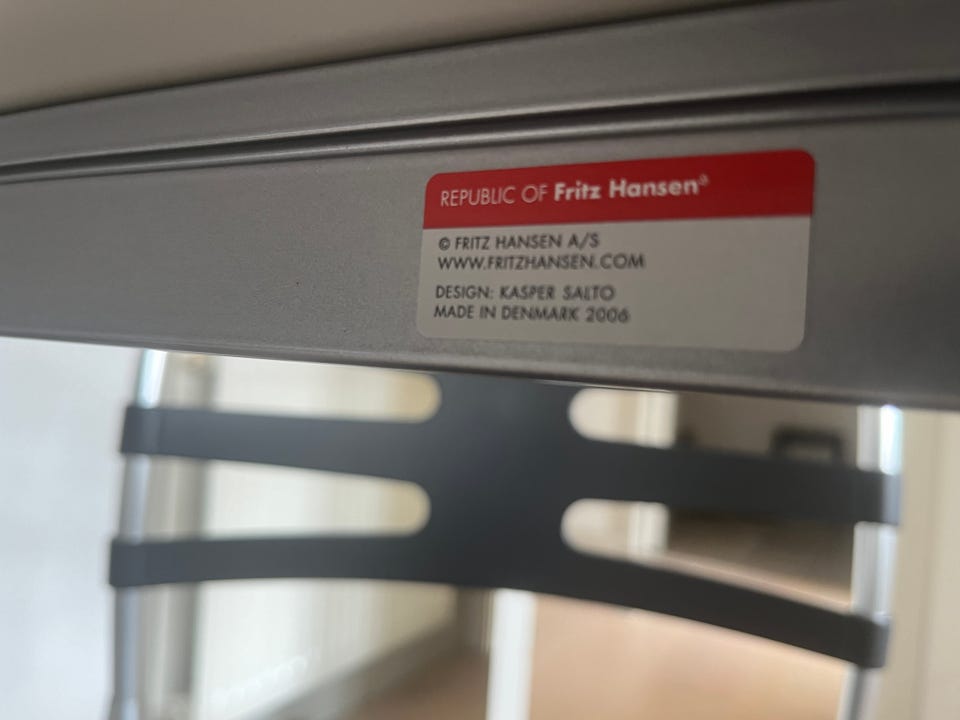 REPUBLIC OF Fritz Hansen®
© FRITZ HANSEN A/S
WWW.FRITZHANSEN.COM
DESIGN: KASPER SALTO
MADE IN DENMARK 2006